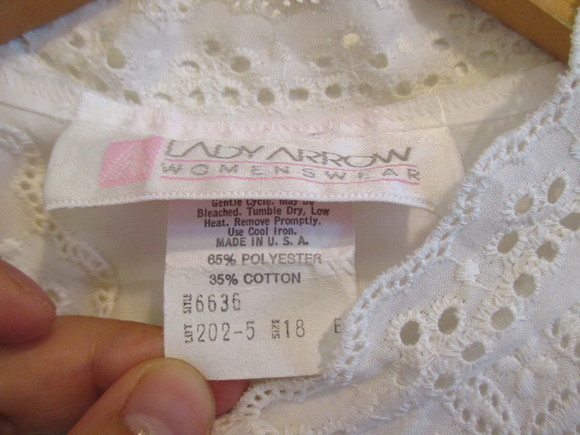 LADY ARROW
WOMENSWEAR
Gentle Cycle. May be
Bleached. Tumble Dry, Low
Heat. Remove Promptly.
Use Cool Iron.
MADE IN U.S.A.
65% POLYESTER
35% COTTON
STYLE 6636
LOT 202-5 SIZE 18